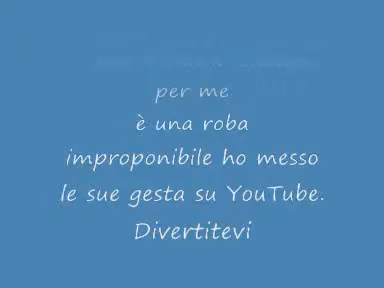 per me
è una roba
improponibile ho messo
le sue gesta su YouTube.
Divertitevi